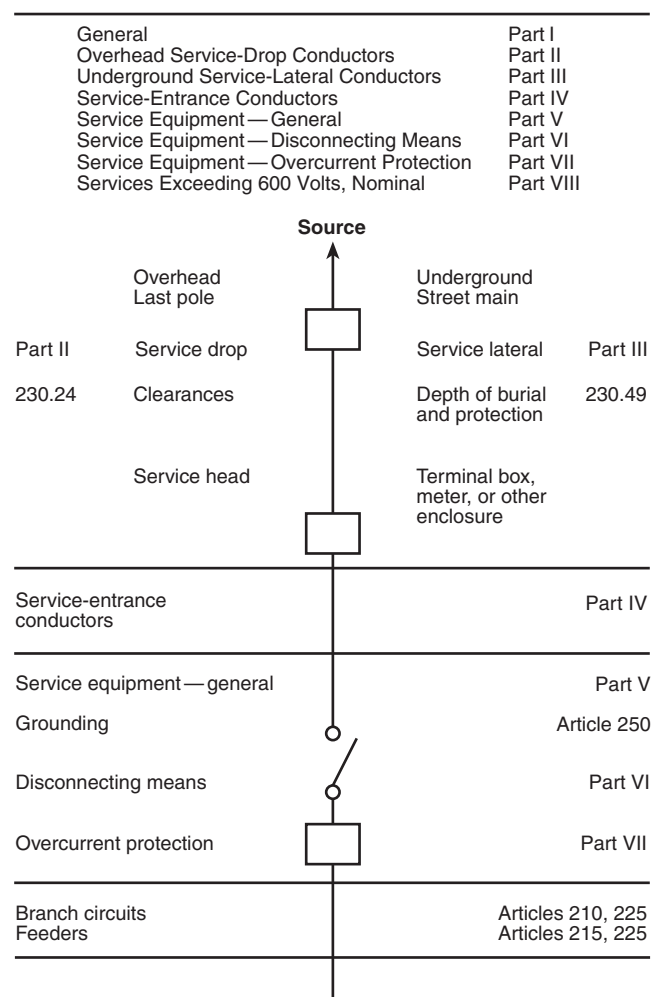 General Part I
Overhead Service-Drop Conductors Part II
Underground Service-Lateral Conductors Part III
Service-Entrance Conductors Part IV
Service Equipment—General Part V
Service Equipment—Disconnecting Means Part VI
Service Equipment—Overcurrent Protection Part VII
Services Exceeding 600 Volts, Nominal Part VIII
Source
Overhead Underground
Last pole Street main
Part II Service drop Service lateral Part III
230.24 Clearances Depth of burial 230.49
and protection
Service head Terminal box,
meter, or other
enclosure
Service-entrance Part IV
conductors
Service equipment—general Part V
Grounding Article 250
Disconnecting means Part VI
Overcurrent protection Part VII
Branch circuits Articles 210, 225
Feeders Articles 215, 225